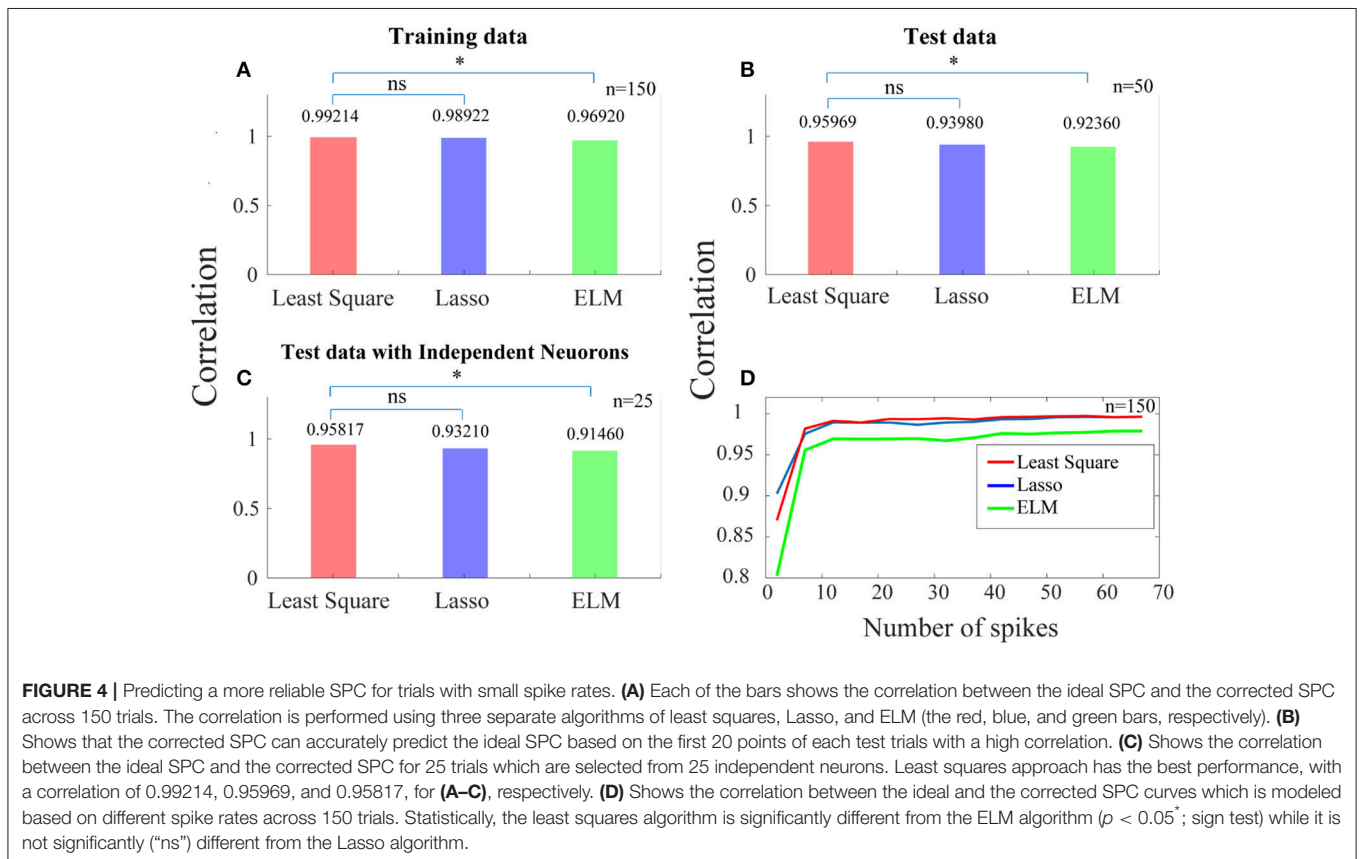 Training data
A
*
ns
n=150
0.99214
0.98922
0.96920
1
0.5
0
Least Square
Lasso
ELM
Correlation
Test data
B
*
ns
n=50
0.95969
0.93980
0.92360
1
0.5
0
Least Square
Lasso
ELM
Correlation
Test data with Independent Neuorons
C
*
ns
n=25
0.95817
0.93210
0.91460
1
0.5
0
Least Square
Lasso
ELM
D
n=150
1
0.95
0.9
0.85
0.8
Least Square
Lasso
ELM
0 10 20 30 40 50 60 70
Number of spikes
FIGURE 4 | Predicting a more reliable SPC for trials with small spike rates. (A) Each of the bars shows the correlation between the ideal SPC and the corrected SPC
across 150 trials. The correlation is performed using three separate algorithms of least squares, Lasso, and ELM (the red, blue, and green bars, respectively). (B)
Shows that the corrected SPC can accurately predict the ideal SPC based on the first 20 points of each test trials with a high correlation. (C) Shows the correlation
between the ideal SPC and the corrected SPC for 25 trials which are selected from 25 independent neurons. Least squares approach has the best performance, with
a correlation of 0.99214, 0.95969, and 0.95817, for (A–C), respectively. (D) Shows the correlation between the ideal and the corrected SPC curves which is modeled
based on different spike rates across 150 trials. Statistically, the least squares algorithm is significantly different from the ELM algorithm (p < 0.05*; sign test) while it is
not significantly (“ns”) different from the Lasso algorithm.